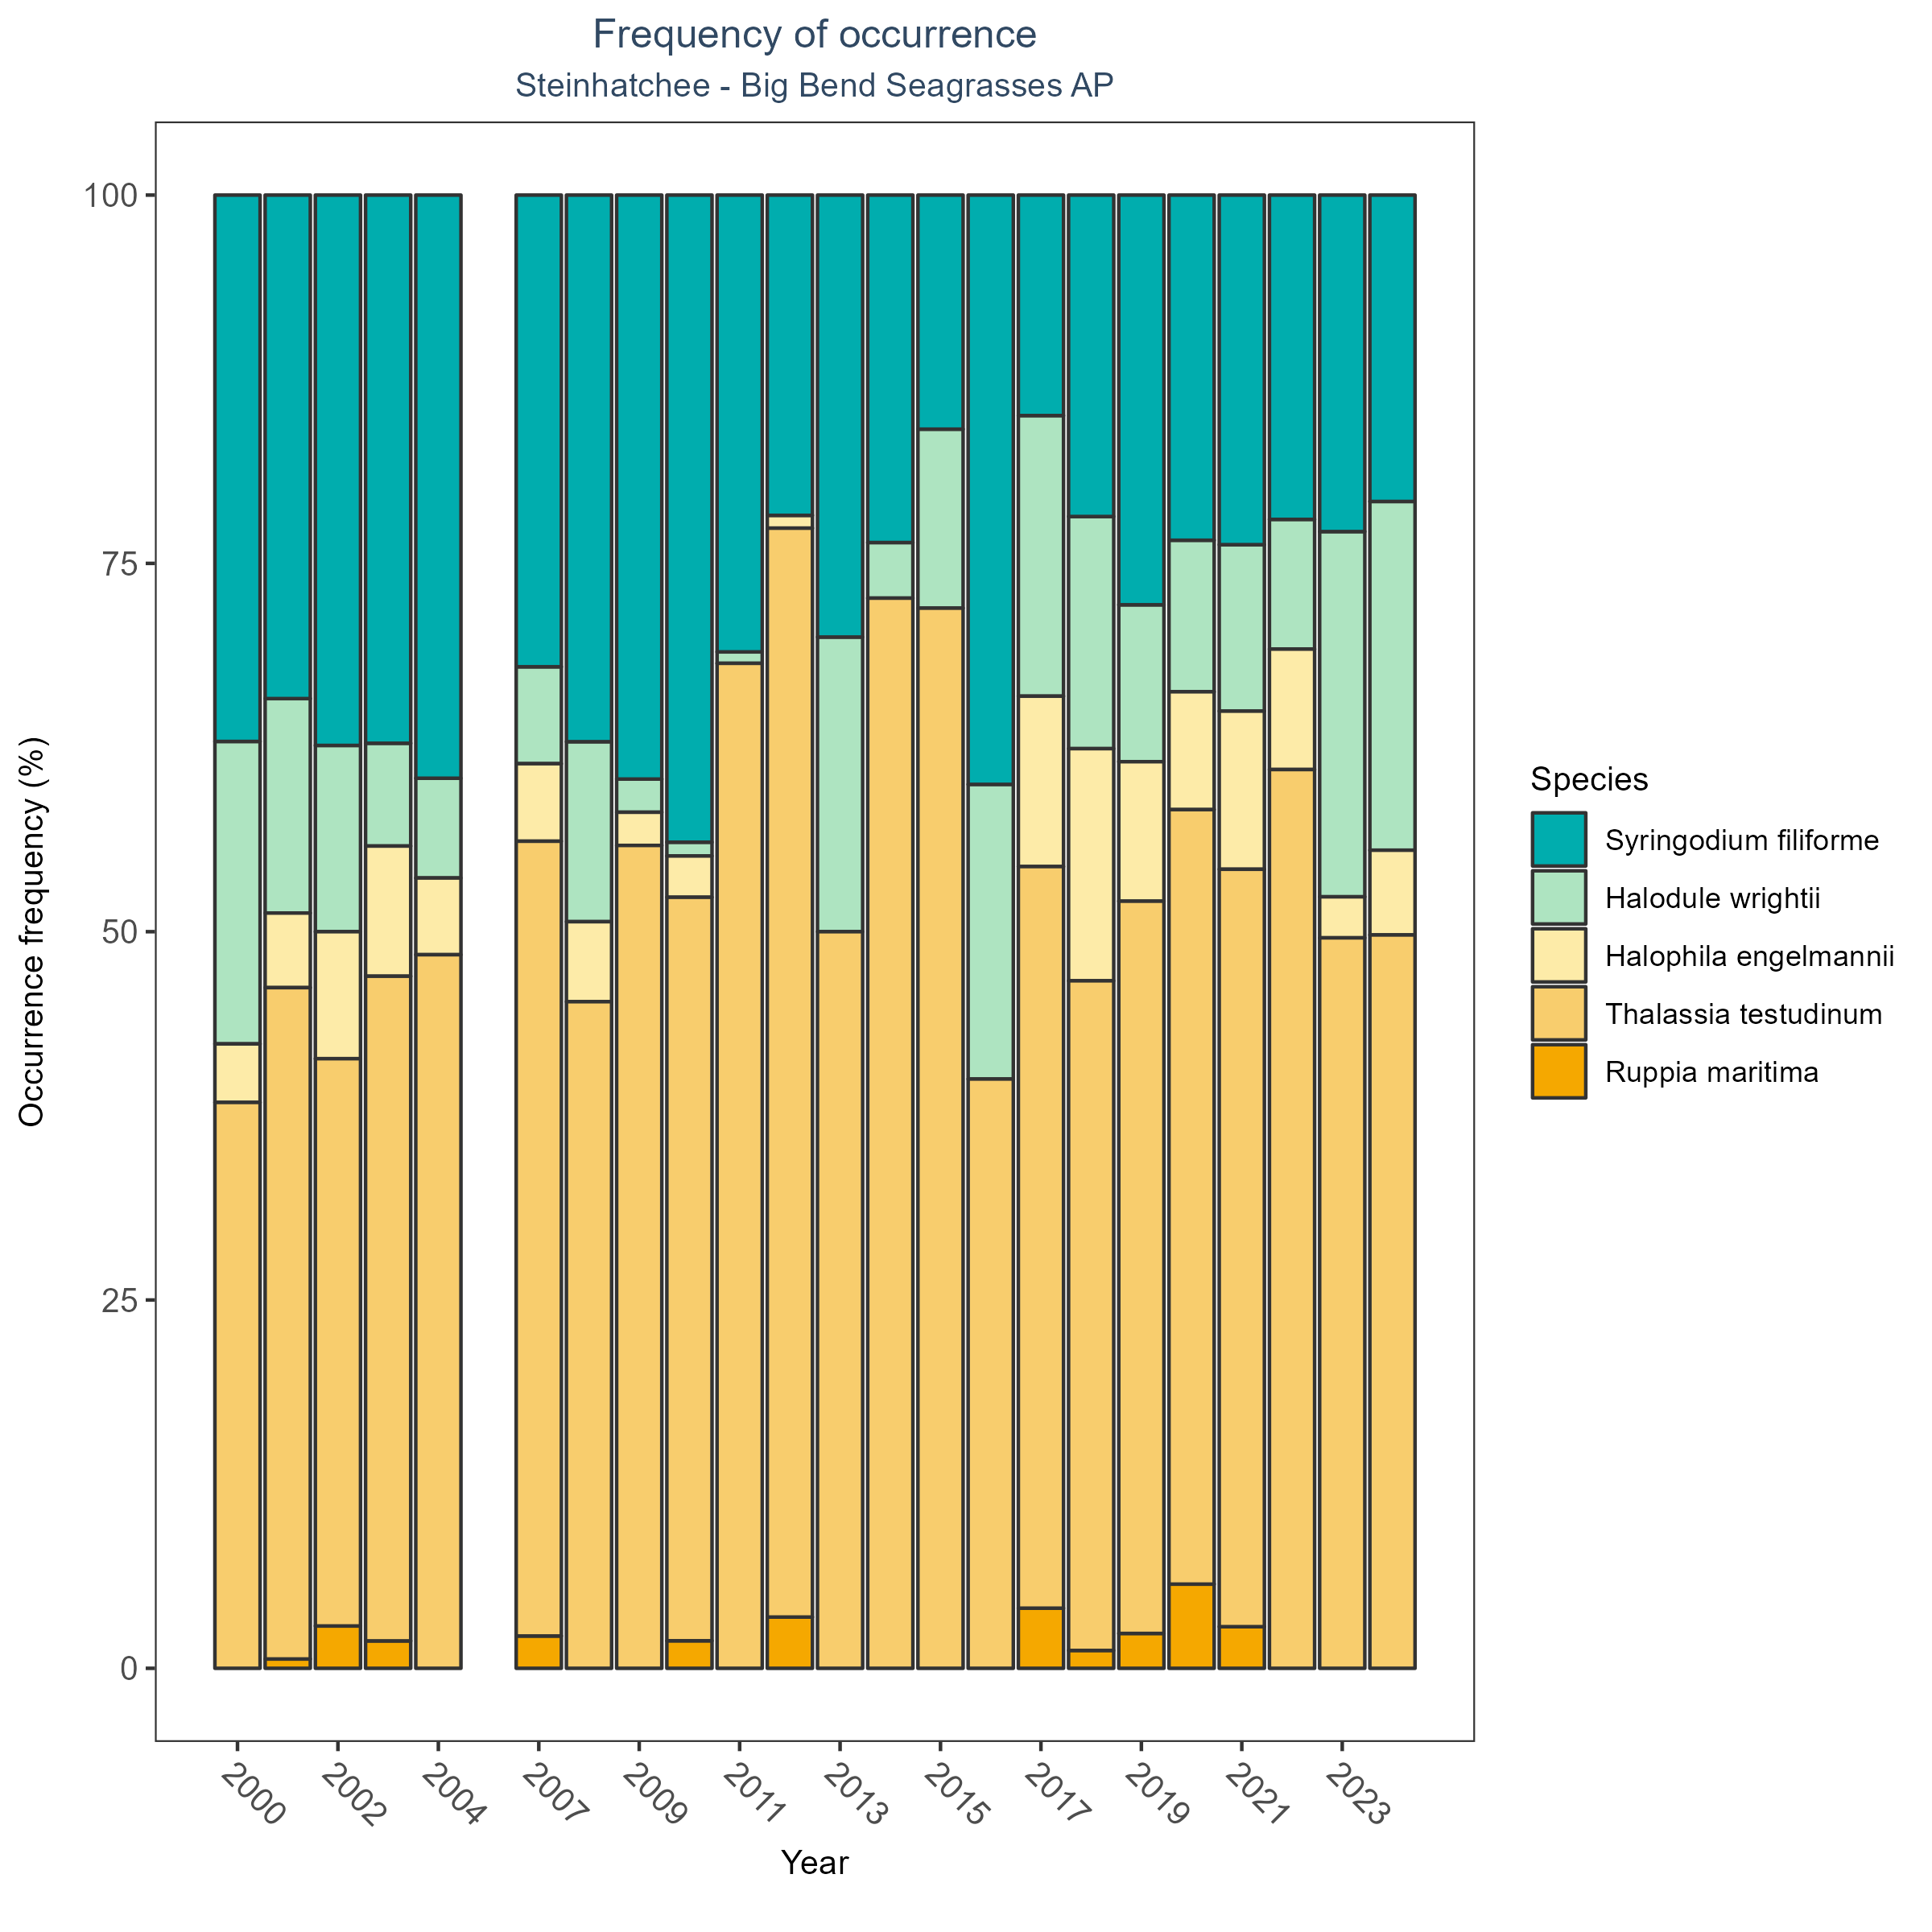 Frequency of occurrence
Steinhatchee - Big Bend Seagrasses AP
Occurrence frequency (%)
100
75
50
25
0
2000
2002
2004
2007
2009
2011
2013
2015
2017
2019
2021
2023
Year
Species
Syringodium filiforme
Halodule wrightii
Halophila engelmannii
Thalassia testudinum
Ruppia maritima